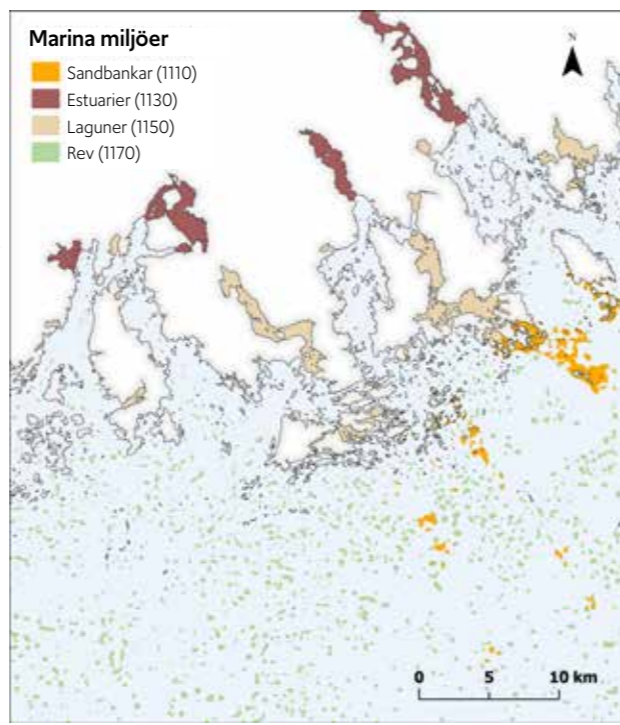 Marina miljöer
Sandbankar (1110)
Estuarier (1130)
Laguner (1150)
Rev (1170)
N
0 5 10 km